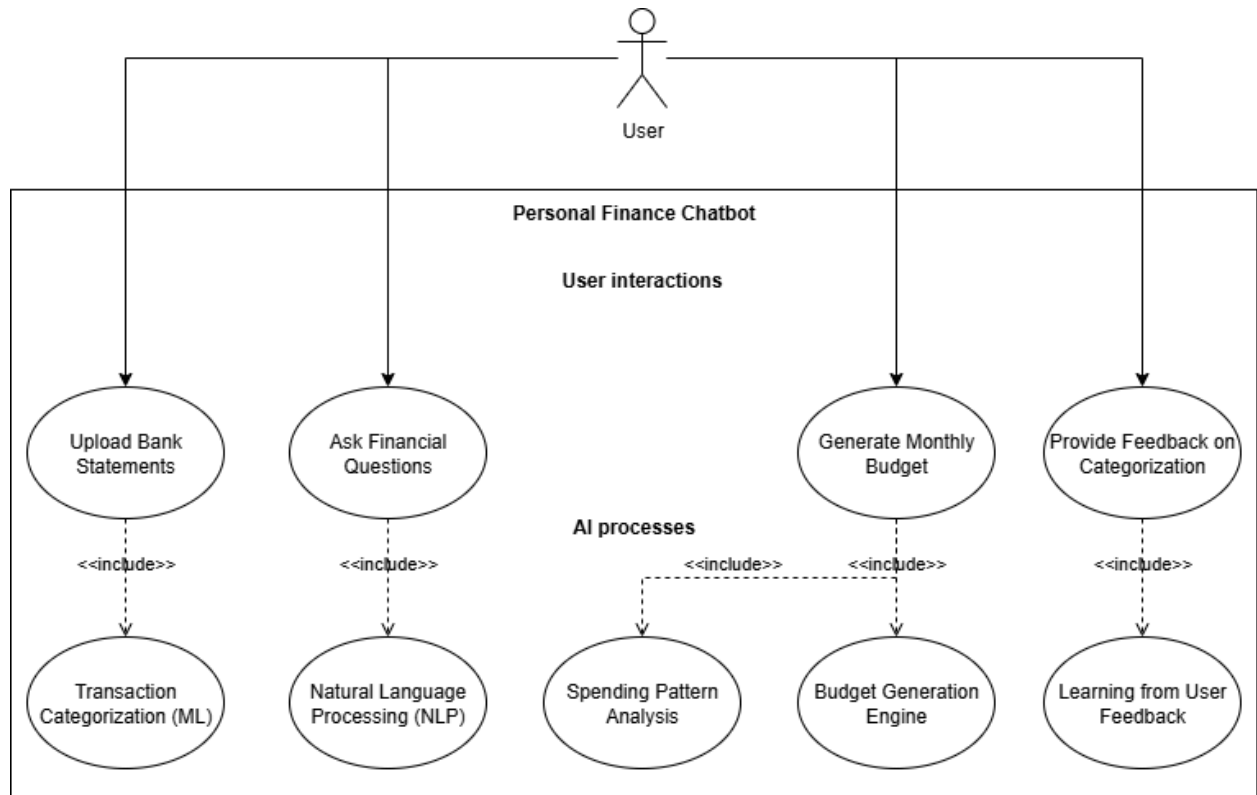 User
Personal Finance Chatbot
User interactions
Upload Bank
Statements
Ask Financial
Questions
Generate Monthly
Budget
Provide Feedback on
Categorization
AI processes
<<include>>
<<include>>
<<include>>
<<include>>
<<include>>
Transaction
Categorization (ML)
Natural Language
Processing (NLP)
Spending Pattern
Analysis
Budget Generation
Engine
Learning from User
Feedback